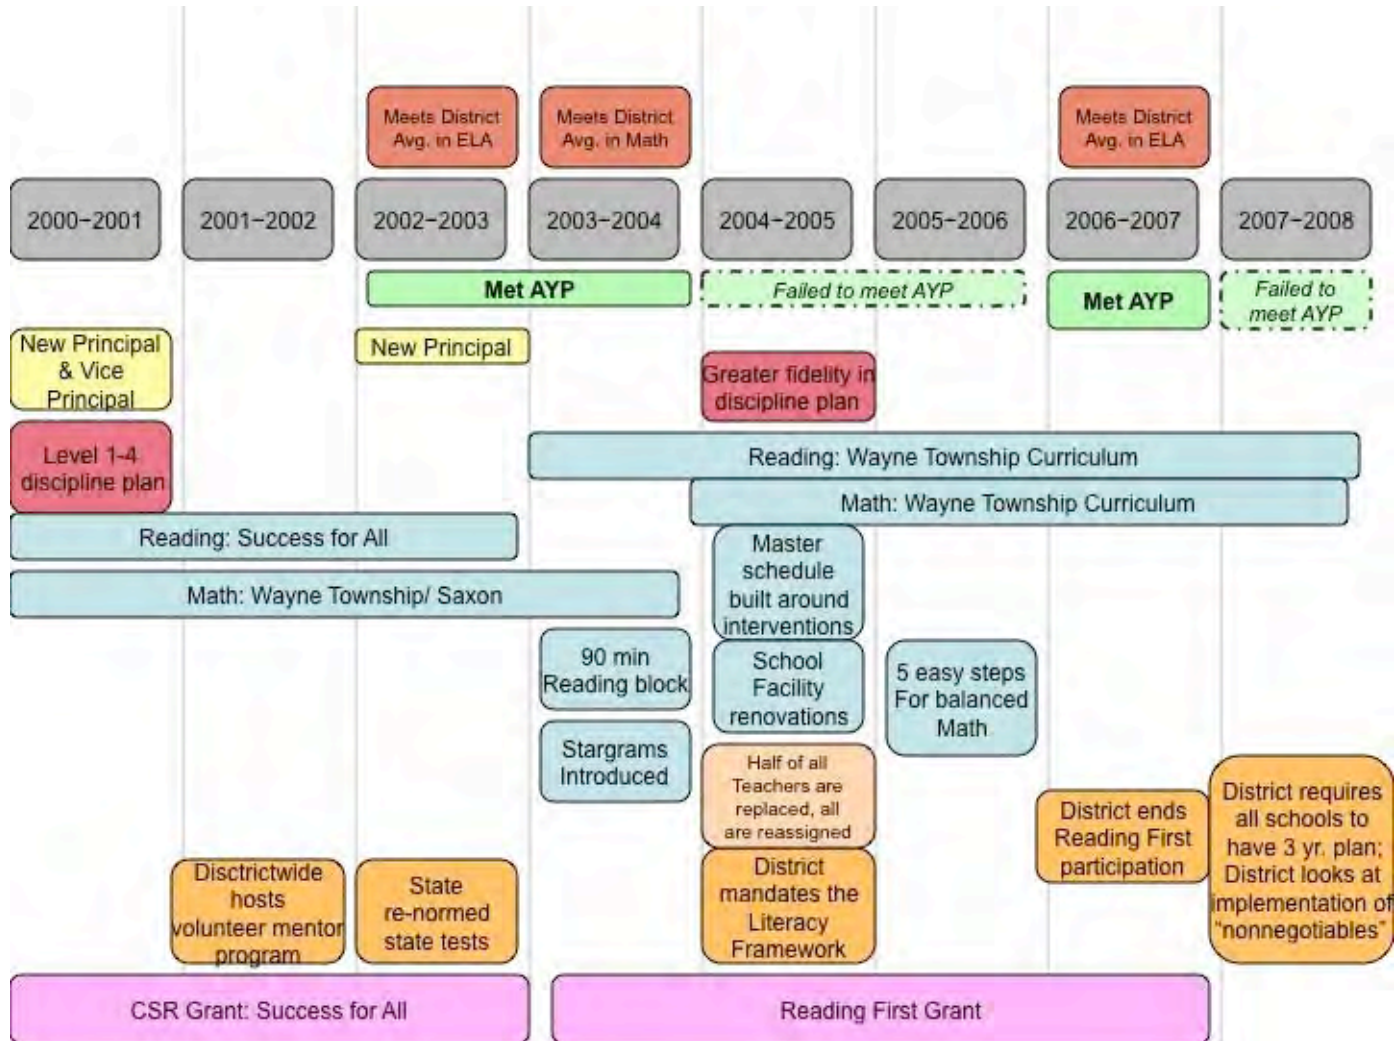 Meets District
Avg. in ELA
Meets District
Avg. in Math
Meets District
Avg. in ELA
2000−2001
2001−2002
2002−2003
2003−2004
2004−2005
2005−2006
2006−2007
2007−2008
Met AYP
Failed to meet AYP
Met AYP
Failed to
meet AYP
New Principal
& Vice
Principal
New Principal
Greater fidelity in
discipline plan
Level 1-4
discipline plan
Reading: Wayne Township Curriculum
Math: Wayne Township Curriculum
Reading: Success for All
Math: Wayne Township/ Saxon
Master
schedule
built around
interventions
90 min
Reading block
School
Facility
renovations
5 easy steps
For balanced
Math
Stargrams
Introduced
Half of all
Teachers are
replaced, all
are reassigned
District ends
Reading First
participation
District requires
all schools to
have 3 yr. plan;
District looks at
implementation of
"nonnegotiables"
Disctrictwide
hosts
volunteer mentor
program
State
re-normed
state tests
District
mandates the
Literacy
Framework
CSR Grant: Success for All
Reading First Grant